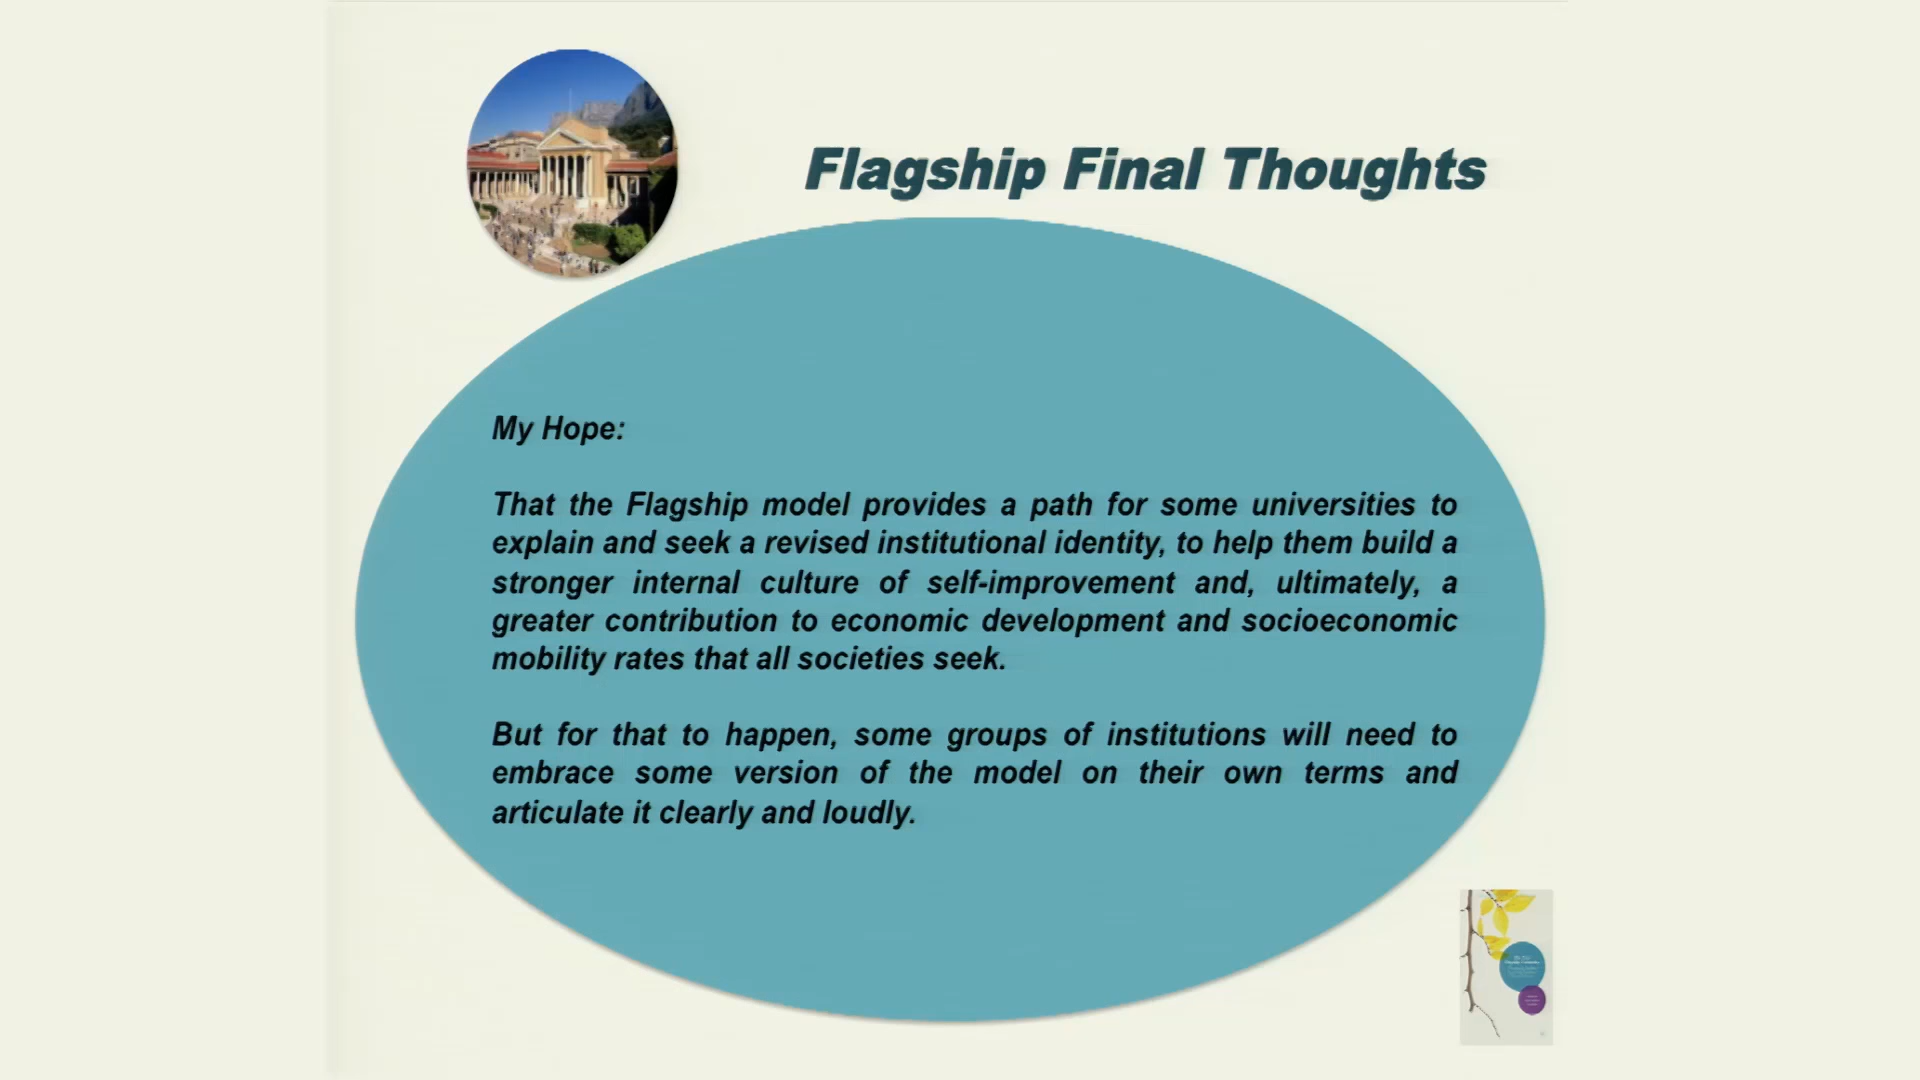 Flagship Final Thoughts
My Hope:
That the Flagship model provides a path for some universities to
explain and seek a revised institutional identity, to help them build a
stronger internal culture of self-improvement and, ultimately, a
greater contribution to economic development and socioeconomic
mobility rates that all societies seek.
But for that to happen, some groups of institutions will need to
embrace some version of the model on their own terms and
articulate it clearly and loudly.